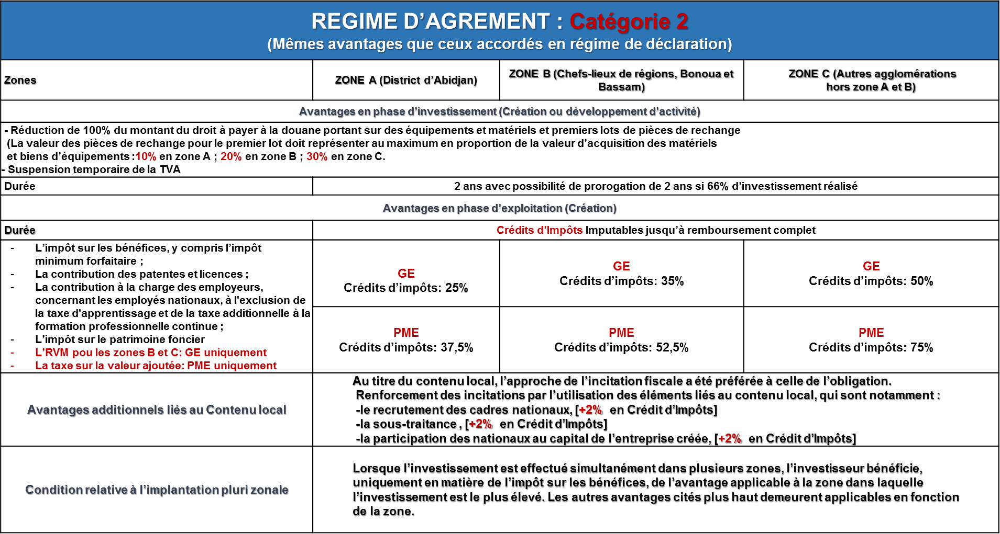 REGIME D’AGREMENT : Catégorie 2
(Mêmes avantages que ceux accordés en régime de déclaration)
Zones
ZONE A (District d’Abidjan)
ZONE B (Chefs-lieux de régions, Bonoua et
Bassam)
ZONE C (Autres agglomérations
hors zone A et B)
Avantages en phase d’investissement (Création ou développement d’activité)
- Réduction de 100% du montant du droit à payer à la douane portant sur des équipements et matériels et premiers lots de pièces de rechange
(La valeur des pièces de rechange pour le premier lot doit représenter au maximum en proportion de la valeur d’acquisition des matériels
et biens d’équipements :10% en zone A ; 20% en zone B ; 30% en zone C.
- Suspension temporaire de la TVA
Durée
2 ans avec possibilité de prorogation de 2 ans si 66% d’investissement réalisé
Avantages en phase d’exploitation (Création)
Durée
Crédits d’Impôts Imputables jusqu’à remboursement complet
- L’impôt sur les bénéfices, y compris l’impôt
minimum forfaitaire ;
- La contribution des patentes et licences ;
- La contribution à la charge des employeurs,
concernant les employés nationaux, à l'exclusion de
la taxe d'apprentissage et de la taxe additionnelle à la
formation professionnelle continue ;
- L’impôt sur le patrimoine foncier
- L’RVM pou les zones B et C: GE uniquement
- La taxe sur la valeur ajoutée: PME uniquement
GE
Crédits d’impôts: 25%
GE
Crédits d’impôts: 35%
GE
Crédits d’impôts: 50%
PME
Crédits d’impôts: 37,5%
PME
Crédits d’impôts: 52,5%
PME
Crédits d’impôts: 75%
Avantages additionnels liés au Contenu local
Au titre du contenu local, l’approche de l’incitation fiscale a été préférée à celle de l’obligation.
Renforcement des incitations par l’utilisation des éléments liés au contenu local, qui sont notamment :
-le recrutement des cadres nationaux, [+2% en Crédit d’Impôts]
-la sous-traitance , [+2% en Crédit d’Impôts]
-la participation des nationaux au capital de l’entreprise créée, [+2% en Crédit d’Impôts]
Condition relative à l’implantation pluri zonale
Lorsque l’investissement est effectué simultanément dans plusieurs zones, l’investisseur bénéficie,
uniquement en matière de l’impôt sur les bénéfices, de l’avantage applicable à la zone dans laquelle
l’investissement est le plus élevé. Les autres avantages cités plus haut demeurent applicables en fonction
de la zone.